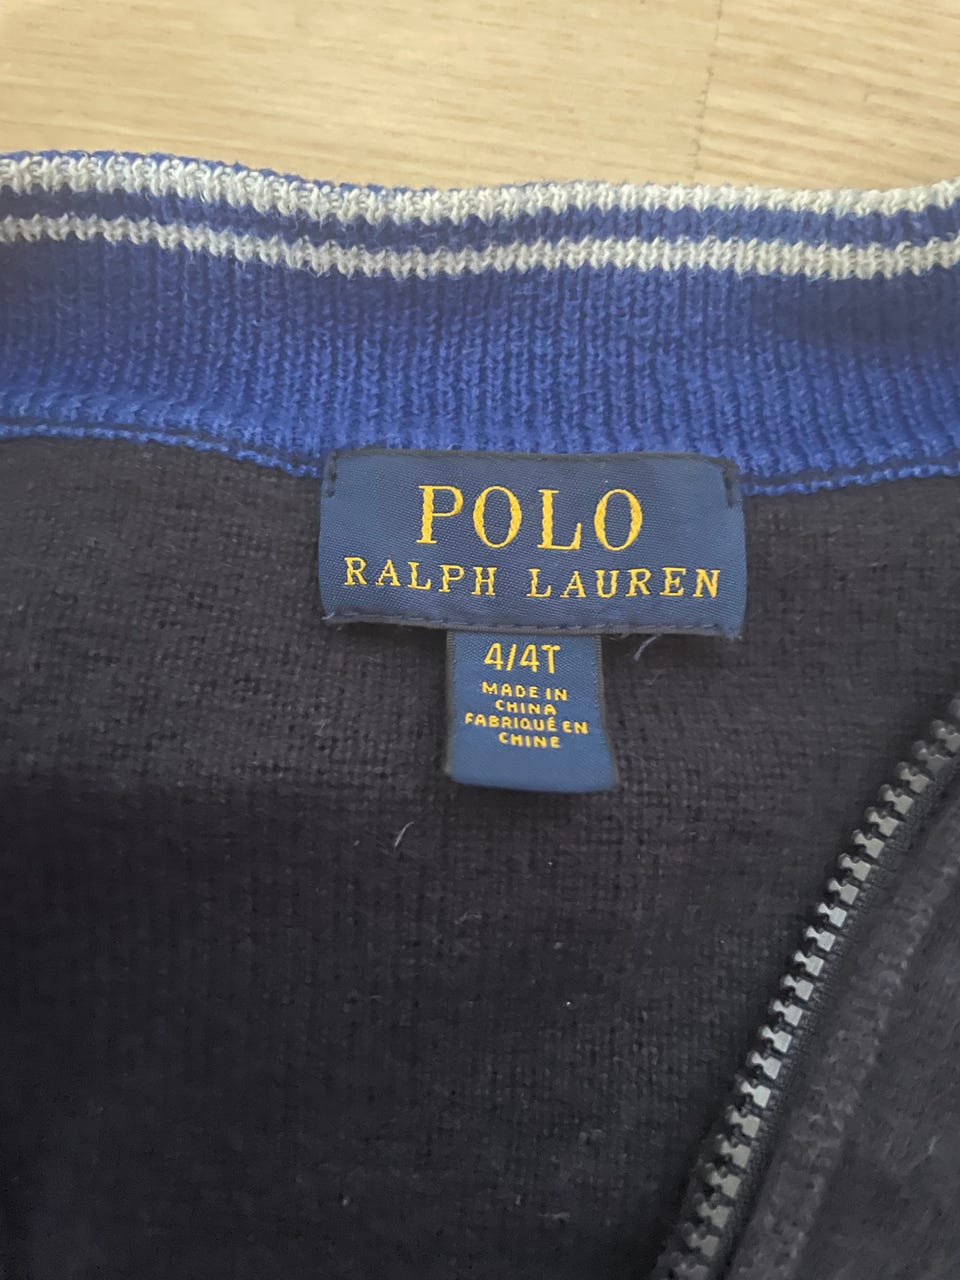 POLO
RALPH LAUREN
4/4T
MADE IN
CHINA
FABRIQUÉ EN
CHINE